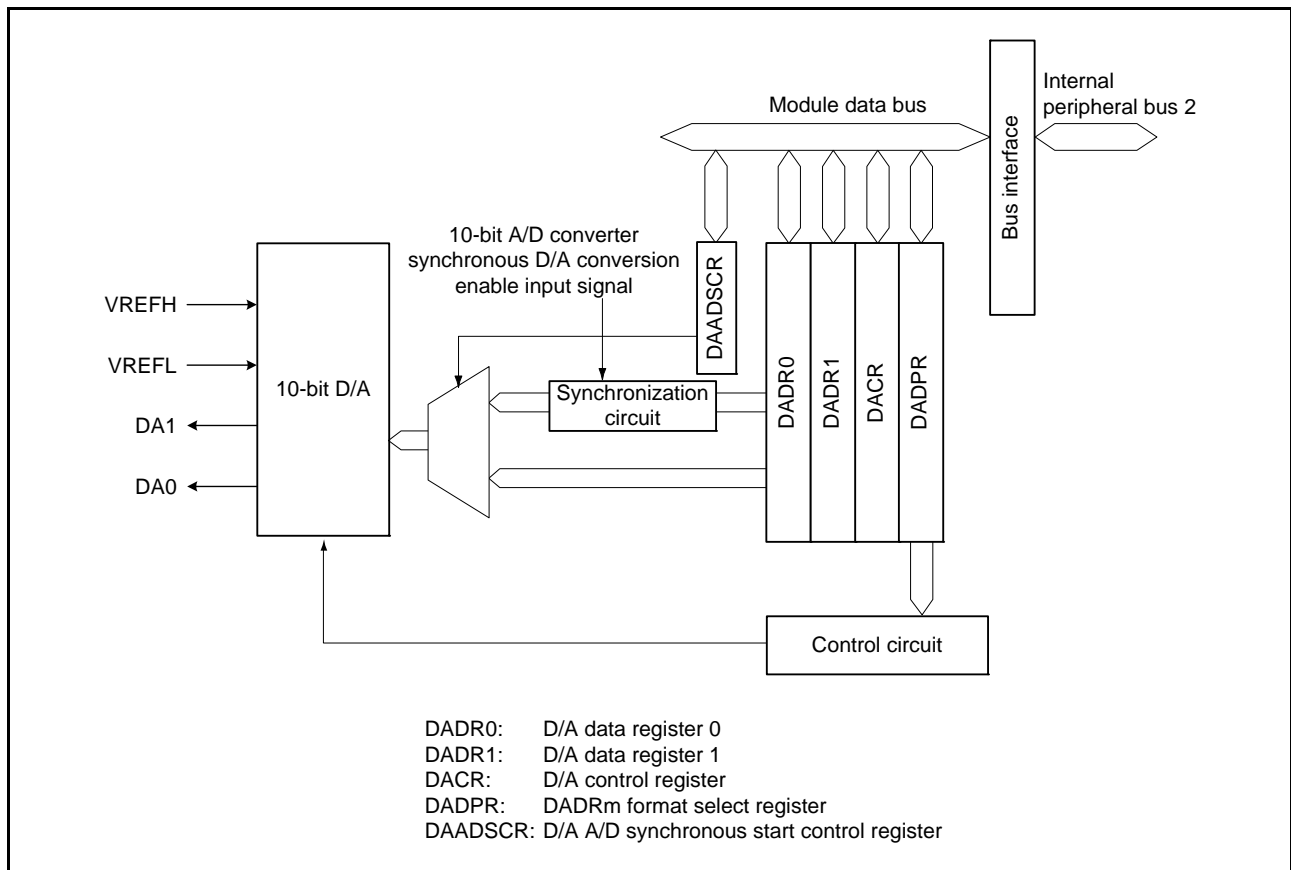 Internal
peripheral bus 2
Module data bus
Bus interface
10-bit A/D converter
synchronous D/A conversion
enable input signal
DAADSCR
VREFH
VREFL
DA1
DA0
10-bit D/A
Synchronization
circuit
DADR0
DADR1
DACR
DADPR
Control circuit
DADR0: D/A data register 0
DADR1: D/A data register 1
DACR: D/A control register
DADPR: DADRm format select register
DAADSCR: D/A A/D synchronous start control register